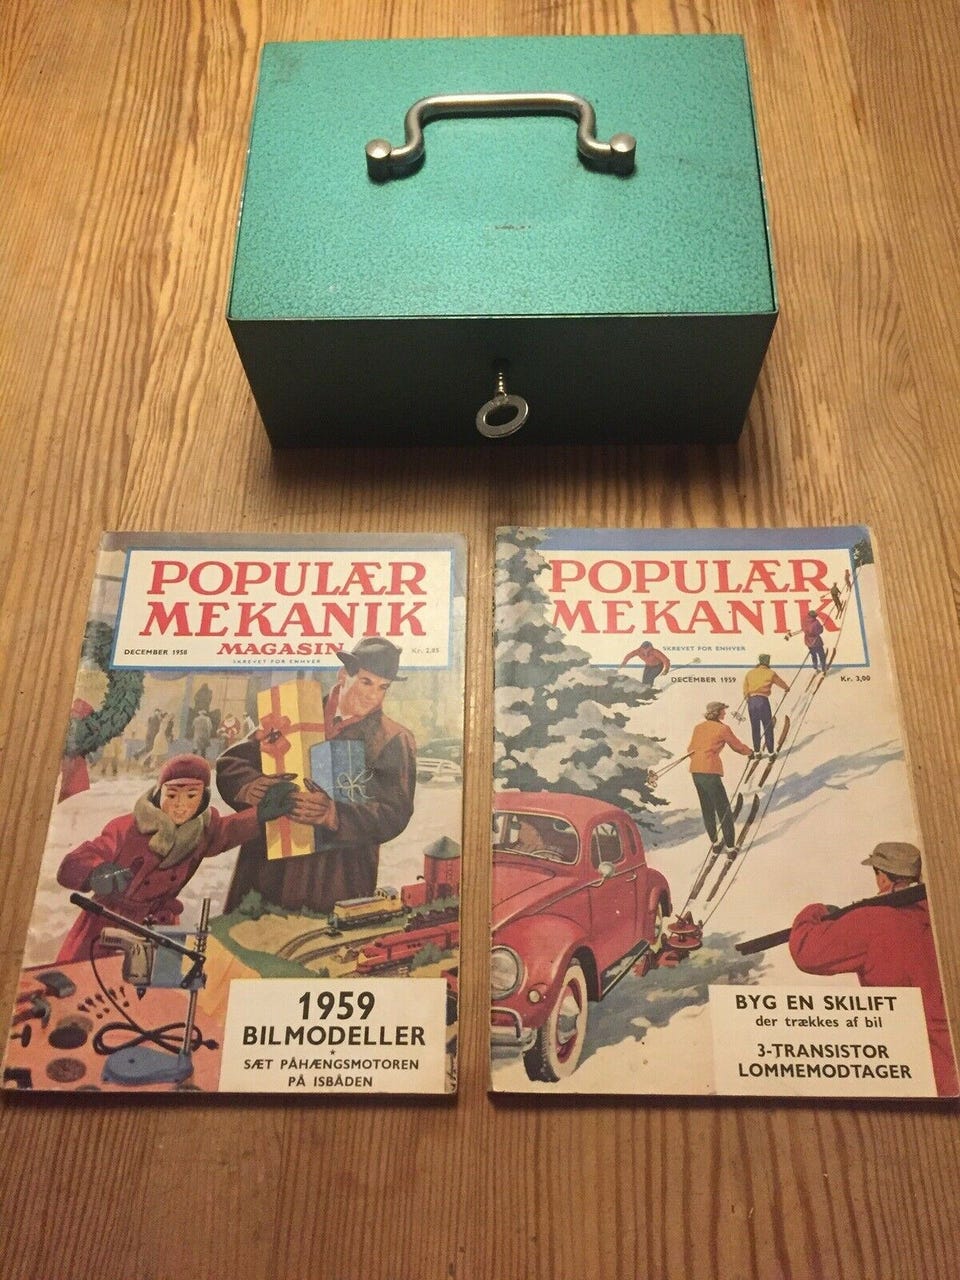 POPULÆR
MEKANIK
MAGASIN
DECEMBER 1958
Kr. 2,85
SKREVET FOR ENHVER
1959
BILMODELLER
★
SÆT PÅHÆNGSMOTOREN
PÅ ISBÅDEN
POPULÆR
MEKANIK
SKREVET FOR ENHVER
DECEMBER 1959
Kr. 3,00
BYG EN SKILIFT
der trækkes af bil
3-TRANSISTOR
LOMMEMODTAGER